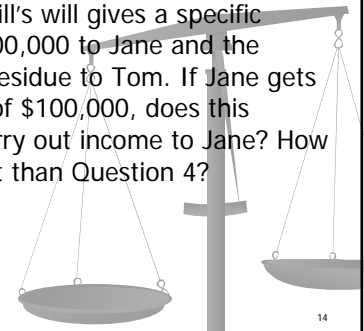 ill's will gives a specific
00,000 to Jane and the
esidue to Tom. If Jane gets
of $100,000, does this
rry out income to Jane? How
t than Question 4?
14